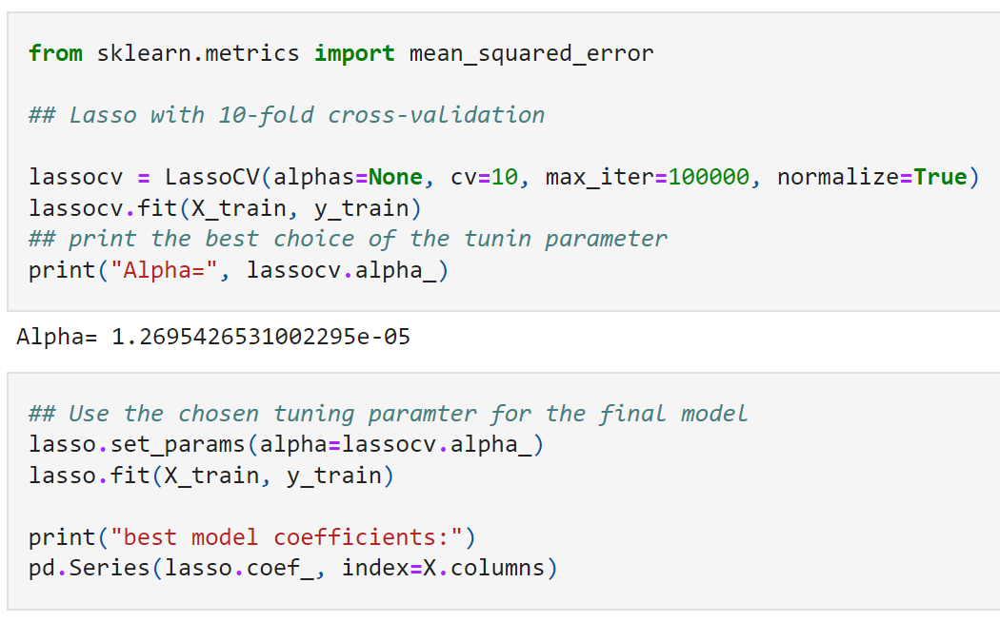 from sklearn.metrics import mean_squared_error
## Lasso with 10-fold cross-validation
lassocv = LassoCV(alphas=None, cv=10, max_iter=100000, normalize=True)
lassocv.fit(X_train, y_train)
## print the best choice of the tunin parameter
print("Alpha=", lassocv.alpha_)
Alpha= 1.2695426531002295e-05
## Use the chosen tuning paramter for the final model
lasso.set_params(alpha=lassocv.alpha_)
lasso.fit(X_train, y_train)
print("best model coefficients:")
pd.Series(lasso.coef_, index=X.columns)